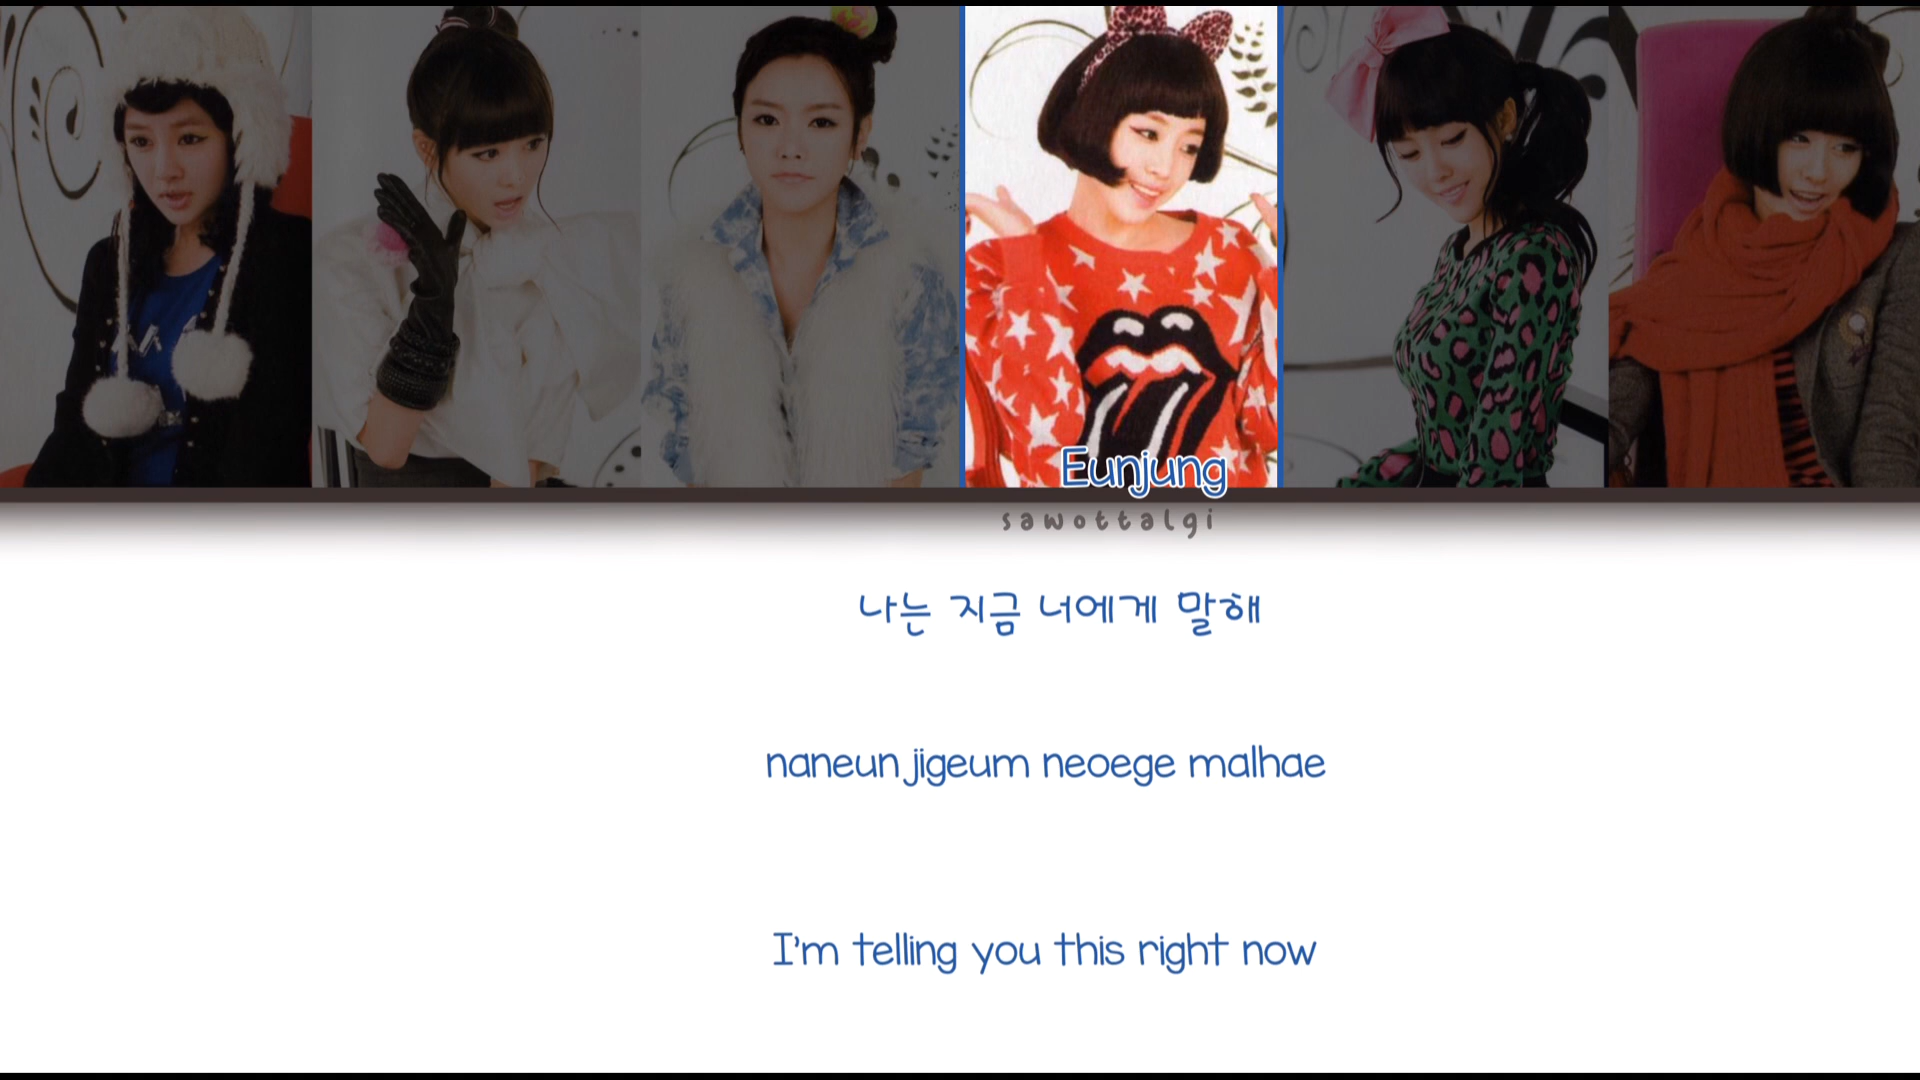 Eunjung
sawottalgi
나는 지금 너에게 말해
naneun jigeum neoege malhae
I'm telling you this right now